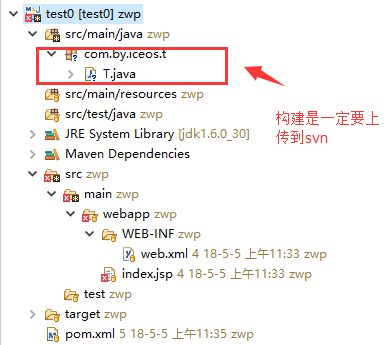 test0 [test0] zwp
src/main/java zwp
com.by.iceos.t
T.java
src/main/resources zwp
src/test/java zwp
JRE System Library [jdk1.6.0_30]
Maven Dependencies
src zwp
main zwp
webapp zwp
WEB-INF zwp
web.xml 4 18-5-5 上午11:33 zwp
index.jsp 4 18-5-5 上午11:33 zwp
test zwp
target zwp
pom.xml 5 18-5-5 上午11:35 zwp
构建是一定要上
传到svn